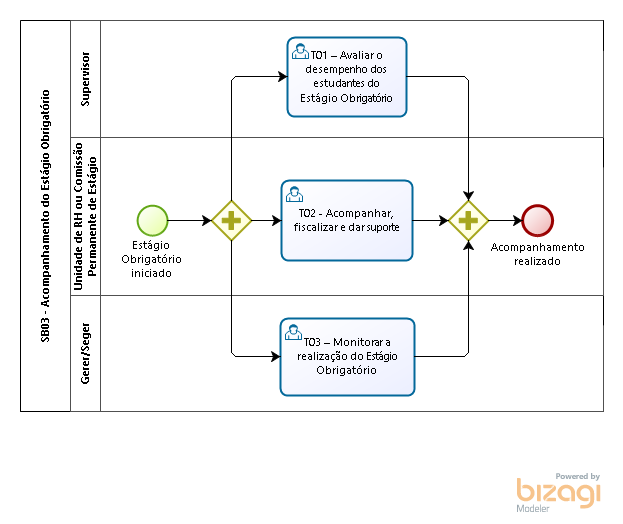 SB03 - Acompanhamento do Estágio Obrigatório
Supervisor
TO1 – Avaliar o
desempenho dos
estudantes do
Estágio Obrigatório
Unidade de RH ou Comissão
Permanente de Estágio
Estágio
Obrigatório
iniciado
TO2 - Acompanhar,
fiscalizar e dar suporte
Acompanhamento
realizado
Gerer/Seger
TO3 – Monitorar a
realização do Estágio
Obrigatório
Powered by
bizagi
Modeler